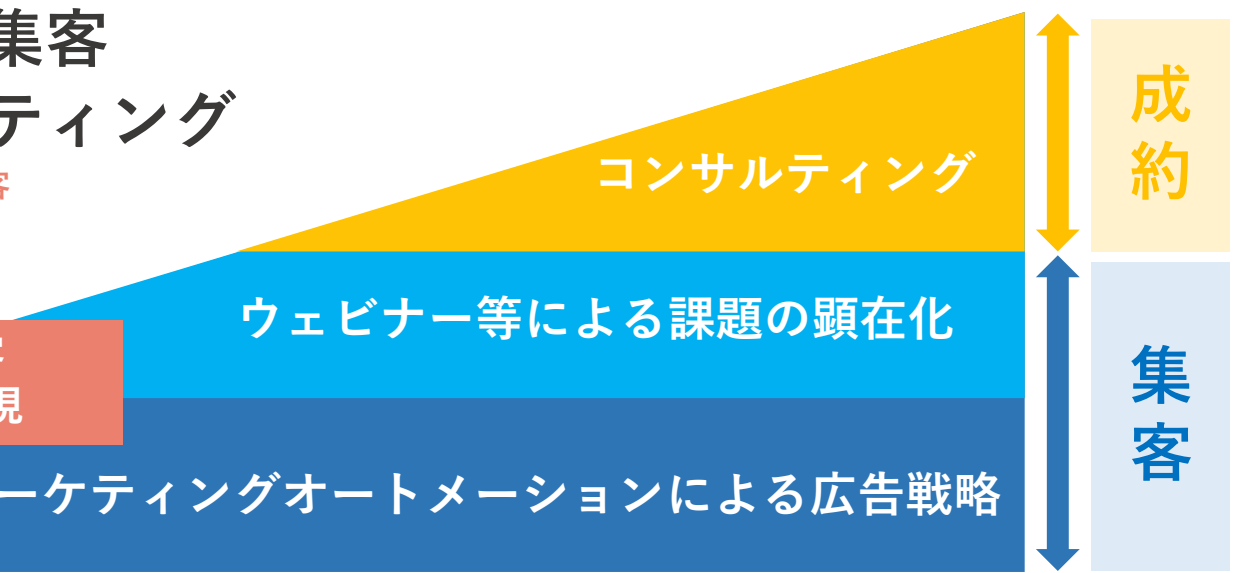 集客
ティング
客
コンサルティング
成約
ウェビナー等による課題の顕在化
現
集客
ーケティングオートメーションによる広告戦略